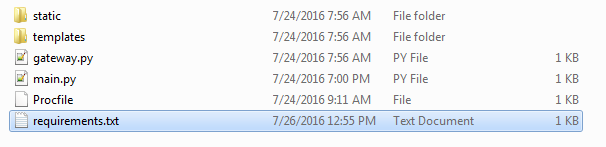 static 7/24/2016 7:56 AM File folder
templates 7/24/2016 7:56 AM File folder
gateway.py 7/24/2016 7:56 AM PY File 1 KB
main.py 7/24/2016 7:00 PM PY File 1 KB
Procfile 7/24/2016 9:11 AM File 1 KB
requirements.txt 7/26/2016 12:55 PM Text Document 1 KB